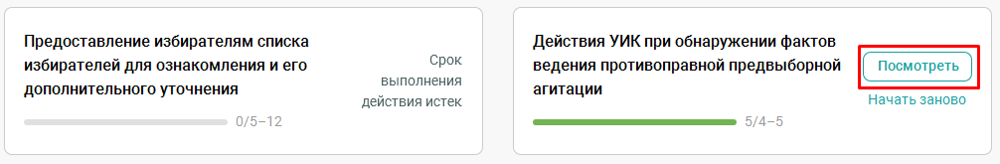 Предоставление избирателям списка
избирателей для ознакомления и его
дополнительного уточнения
Срок
выполнения
действия истек
0/5–12
Действия УИК при обнаружении фактов
ведения противоправной предвыборной
агитации
Посмотреть
Начать заново
5/4–5